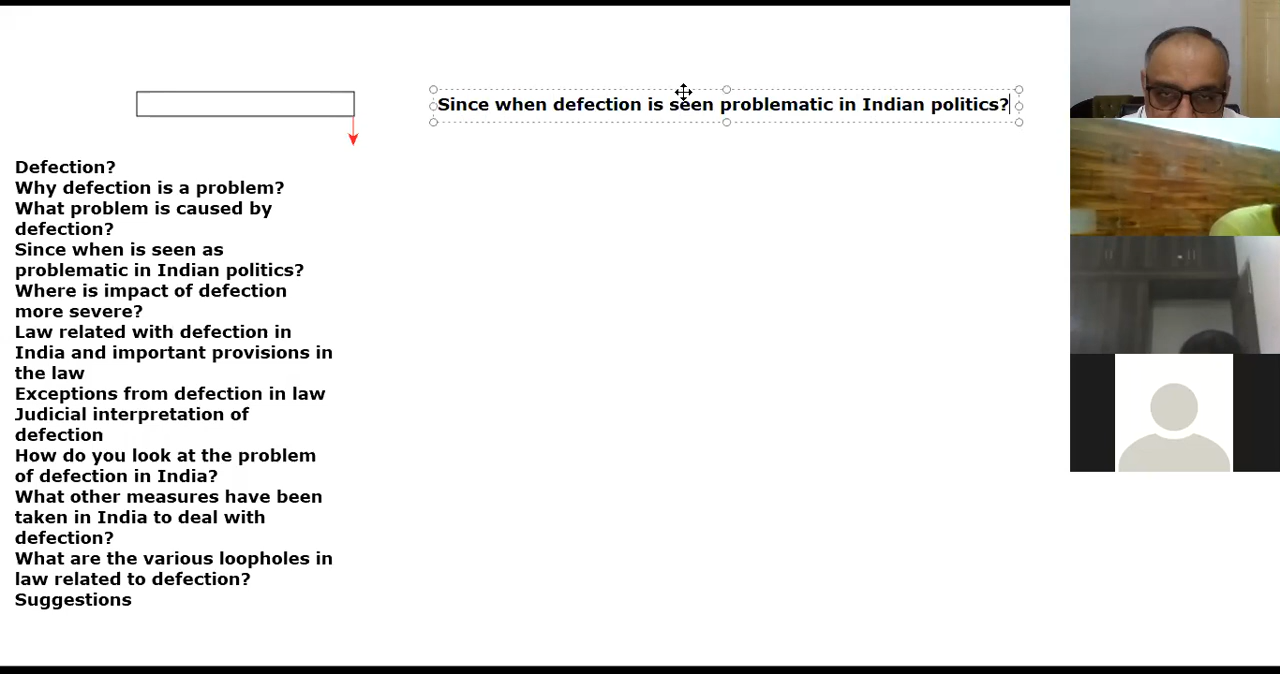 Since when defection is seen problematic in Indian politics?
Defection?
Why defection is a problem?
What problem is caused by
defection?
Since when is seen as
problematic in Indian politics?
Where is impact of defection
more severe?
Law related with defection in
India and important provisions in
the law
Exceptions from defection in law
Judicial interpretation of
defection
How do you look at the problem
of defection in India?
What other measures have been
taken in India to deal with
defection?
What are the various loopholes in
law related to defection?
Suggestions